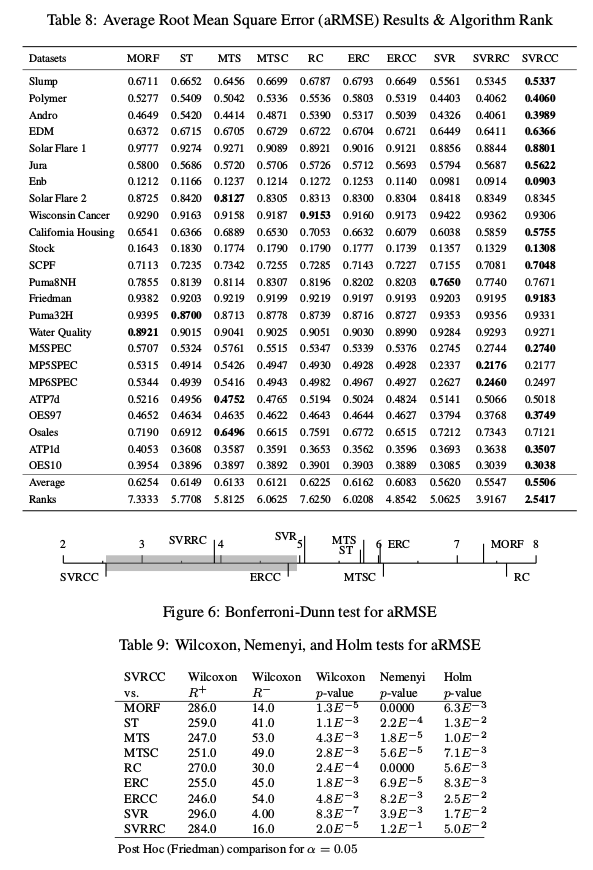 Table 8: Average Root Mean Square Error (aRMSE) Results & Algorithm Rank
Datasets MORF ST MTS MTSC RC ERC ERCC SVR SVRRC SVRCC
Slump 0.6711 0.6652 0.6456 0.6699 0.6787 0.6793 0.6649 0.5561 0.5345 0.5337
Polymer 0.5277 0.5409 0.5042 0.5336 0.5536 0.5803 0.5319 0.4403 0.4062 0.4060
Andro 0.4649 0.5420 0.4414 0.4871 0.5390 0.5317 0.5039 0.4326 0.4061 0.3989
EDM 0.6372 0.6715 0.6705 0.6729 0.6722 0.6704 0.6721 0.6449 0.6411 0.6366
Solar Flare 1 0.9777 0.9274 0.9271 0.9089 0.8921 0.9016 0.9121 0.8856 0.8844 0.8801
Jura 0.5800 0.5686 0.5720 0.5706 0.5726 0.5712 0.5693 0.5794 0.5687 0.5622
Enb 0.1212 0.1166 0.1237 0.1214 0.1272 0.1253 0.1140 0.0981 0.0914 0.0903
Solar Flare 2 0.8725 0.8420 0.8127 0.8305 0.8313 0.8300 0.8304 0.8418 0.8349 0.8345
Wisconsin Cancer 0.9290 0.9163 0.9158 0.9187 0.9153 0.9160 0.9173 0.9422 0.9362 0.9306
California Housing 0.6541 0.6366 0.6889 0.6530 0.7053 0.6632 0.6079 0.6038 0.5859 0.5755
Stock 0.1643 0.1830 0.1774 0.1790 0.1790 0.1777 0.1739 0.1357 0.1329 0.1308
SCPF 0.7113 0.7235 0.7342 0.7255 0.7285 0.7143 0.7227 0.7155 0.7081 0.7048
Puma8NH 0.7855 0.8139 0.8114 0.8307 0.8196 0.8202 0.8203 0.7650 0.7740 0.7671
Friedman 0.9382 0.9203 0.9219 0.9199 0.9219 0.9197 0.9193 0.9203 0.9195 0.9183
Puma32H 0.9395 0.8700 0.8713 0.8778 0.8739 0.8716 0.8727 0.9353 0.9356 0.9331
Water Quality 0.8921 0.9015 0.9041 0.9025 0.9051 0.9030 0.8990 0.9284 0.9293 0.9271
M5SPEC 0.5707 0.5324 0.5761 0.5515 0.5347 0.5339 0.5376 0.2745 0.2744 0.2740
MP5SPEC 0.5315 0.4914 0.5426 0.4947 0.4930 0.4928 0.4928 0.2337 0.2176 0.2177
MP6SPEC 0.5344 0.4939 0.5416 0.4943 0.4982 0.4967 0.4927 0.2627 0.2460 0.2497
ATP7d 0.5216 0.4956 0.4752 0.4765 0.5194 0.5024 0.4824 0.5141 0.5066 0.5018
OES97 0.4652 0.4634 0.4635 0.4622 0.4643 0.4644 0.4627 0.3794 0.3768 0.3749
Osales 0.7190 0.6912 0.6496 0.6615 0.7591 0.6772 0.6515 0.7212 0.7343 0.7121
ATP1d 0.4053 0.3608 0.3587 0.3591 0.3653 0.3562 0.3596 0.3693 0.3638 0.3507
OES10 0.3954 0.3896 0.3897 0.3892 0.3901 0.3903 0.3889 0.3085 0.3039 0.3038
Average 0.6254 0.6149 0.6133 0.6121 0.6225 0.6162 0.6083 0.5620 0.5547 0.5506
Ranks 7.3333 5.7708 5.8125 6.0625 7.6250 6.0208 4.8542 5.0625 3.9167 2.5417
2 3 SVRRC 4 SVR 5 MTS 6 ERC 7 MORF 8
ST
SVRCC ERCC MTSC RC
Figure 6: Bonferroni-Dunn test for aRMSE
Table 9: Wilcoxon, Nemenyi, and Holm tests for aRMSE
SVRCC Wilcoxon Wilcoxon Wilcoxon Nemenyi Holm
vs. R⁺ R⁻ p-value p-value p-value
MORF 286.0 14.0 1.3E⁻⁵ 0.0000 6.3E⁻³
ST 259.0 41.0 1.1E⁻³ 2.2E⁻⁴ 1.3E⁻²
MTS 247.0 53.0 4.3E⁻³ 1.8E⁻⁵ 1.0E⁻²
MTSC 251.0 49.0 2.8E⁻³ 5.6E⁻⁵ 7.1E⁻³
RC 270.0 30.0 2.4E⁻⁴ 0.0000 5.6E⁻³
ERC 255.0 45.0 1.8E⁻³ 6.9E⁻⁵ 8.3E⁻³
ERCC 246.0 54.0 4.8E⁻³ 8.2E⁻³ 2.5E⁻²
SVR 296.0 4.00 8.3E⁻⁷ 3.9E⁻³ 1.7E⁻²
SVRRC 284.0 16.0 2.0E⁻⁵ 1.2E⁻¹ 5.0E⁻²
Post Hoc (Friedman) comparison for α = 0.05